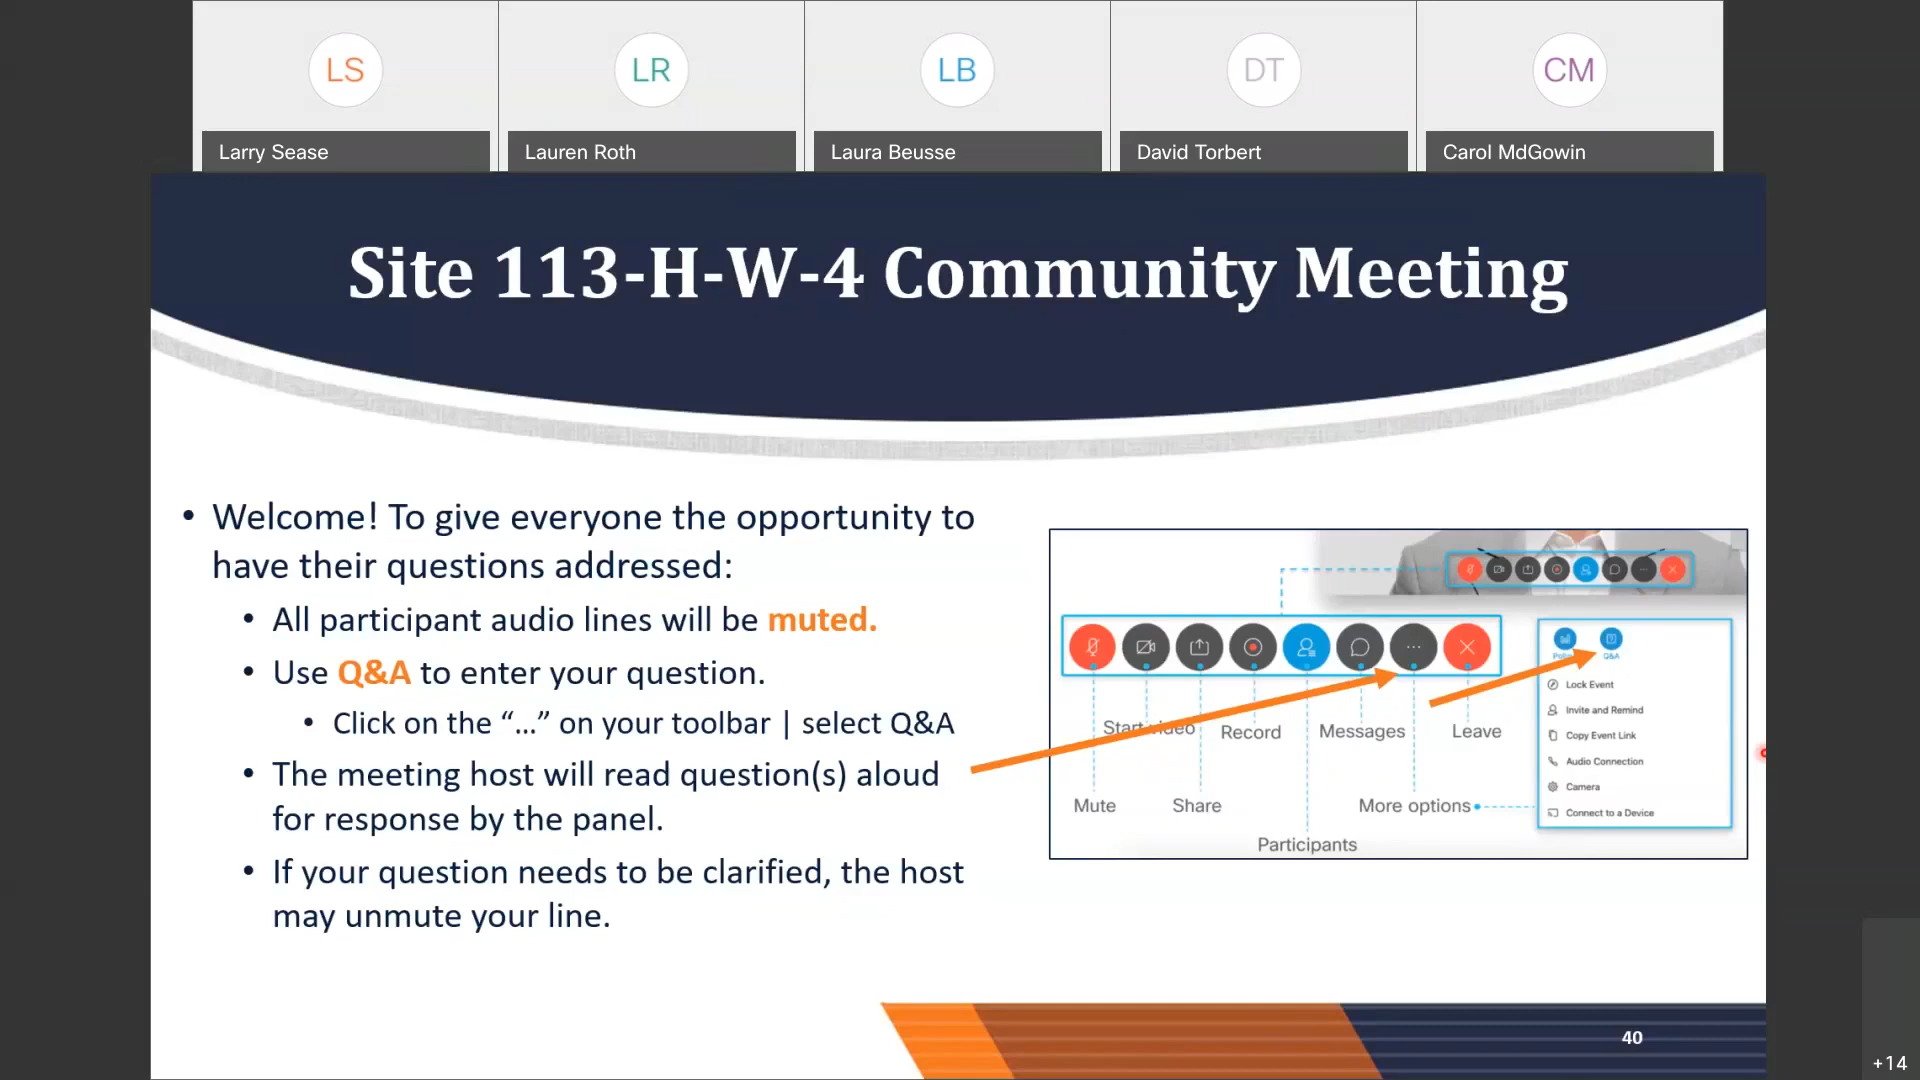 LS
LR
LB
DT
CM
Larry Sease
Lauren Roth
Laura Beusse
David Torbert
Carol MdGowin
Site 113-H-W-4 Community Meeting
• Welcome! To give everyone the opportunity to
have their questions addressed:
• All participant audio lines will be muted.
• Use Q&A to enter your question.
• Click on the “…” on your toolbar | select Q&A
• The meeting host will read question(s) aloud
for response by the panel.
• If your question needs to be clarified, the host
may unmute your line.
Start video
Record
Messages
Leave
Mute
Share
More options
Participants
Q&A
Lock Event
Invite and Remind
Copy Event Link
Audio Connection
Camera
Connect to a Device
40
+14